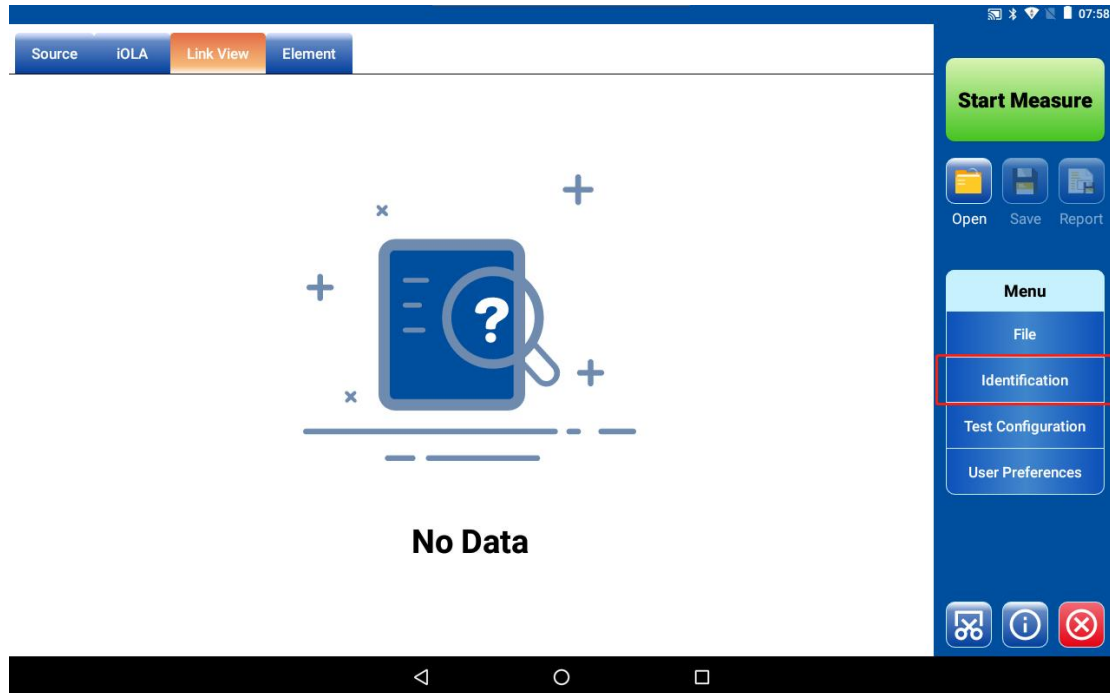 07:58
Source iOLA Link View Element
Start Measure
Open Save Report
Menu
File
?
Identification
Test Configuration
User Preferences
No Data